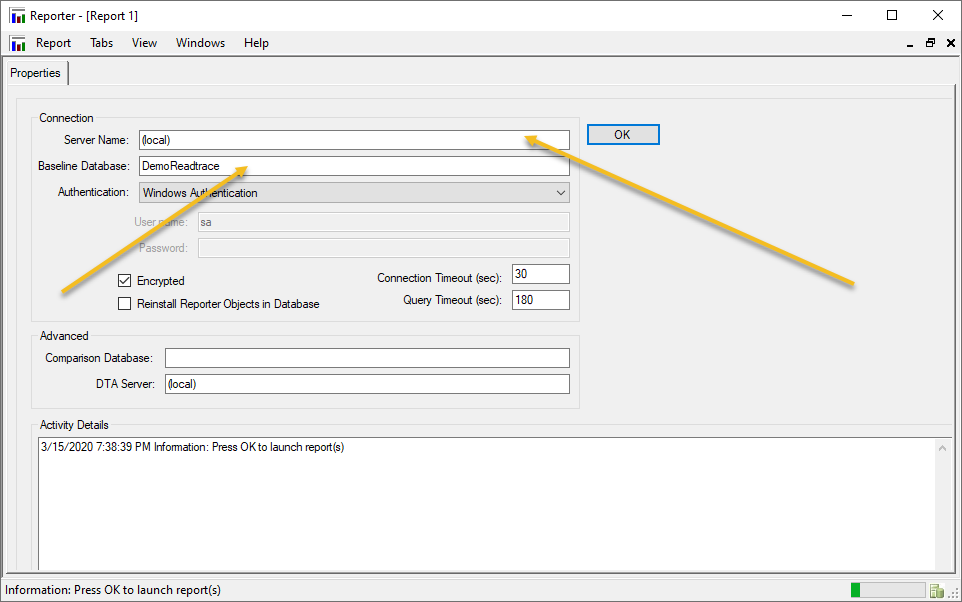 Reporter - [Report 1]
Report Tabs View Windows Help
Properties
Connection
Server Name: (local)
OK
Baseline Database: DemoReadtrace
Authentication: Windows Authentication
User name: sa
Password:
Encrypted
Connection Timeout (sec): 30
Reinstall Reporter Objects in Database
Query Timeout (sec): 180
Advanced
Comparison Database:
DTA Server: (local)
Activity Details
3/15/2020 7:38:39 PM Information: Press OK to launch report(s)
Information: Press OK to launch report(s)